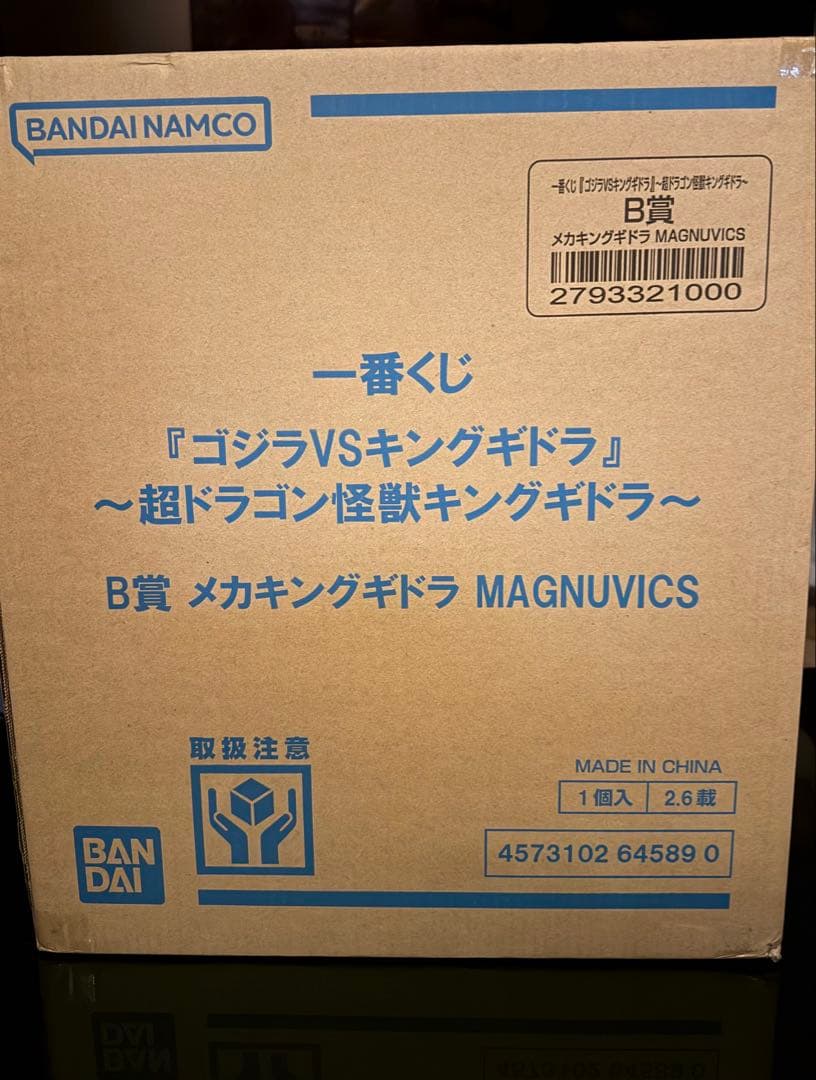 BANDAI NAMCO
一番くじ『ゴジラVSキングギドラ』～超ドラゴン怪獣キングギドラ～
B賞
メカキングギドラ MAGNUVICS
2793321000
一番くじ
『ゴジラVSキングギドラ』
～超ドラゴン怪獣キングギドラ～
B賞 メカキングギドラ MAGNUVICS
取扱注意
MADE IN CHINA
1個入 2.6載
BAN
DAI
4573102 64589 0